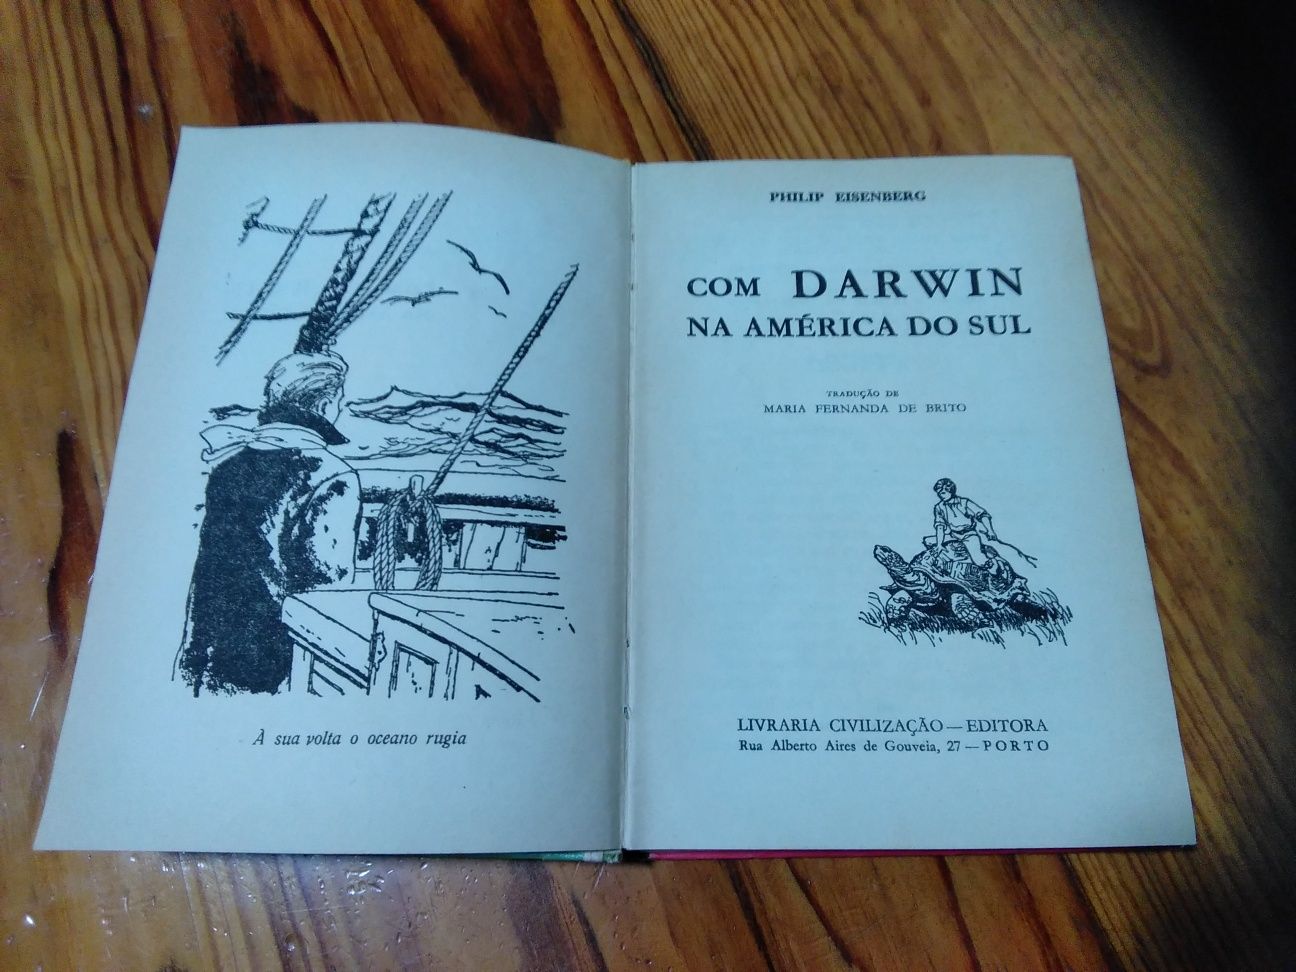 À sua volta o oceano rugia
PHILIP EISENBERG
COM DARWIN
NA AMÉRICA DO SUL
TRADUÇÃO DE
MARIA FERNANDA DE BRITO
LIVRARIA CIVILIZAÇÃO — EDITORA
Rua Alberto Aires de Gouveia, 27 — PORTO